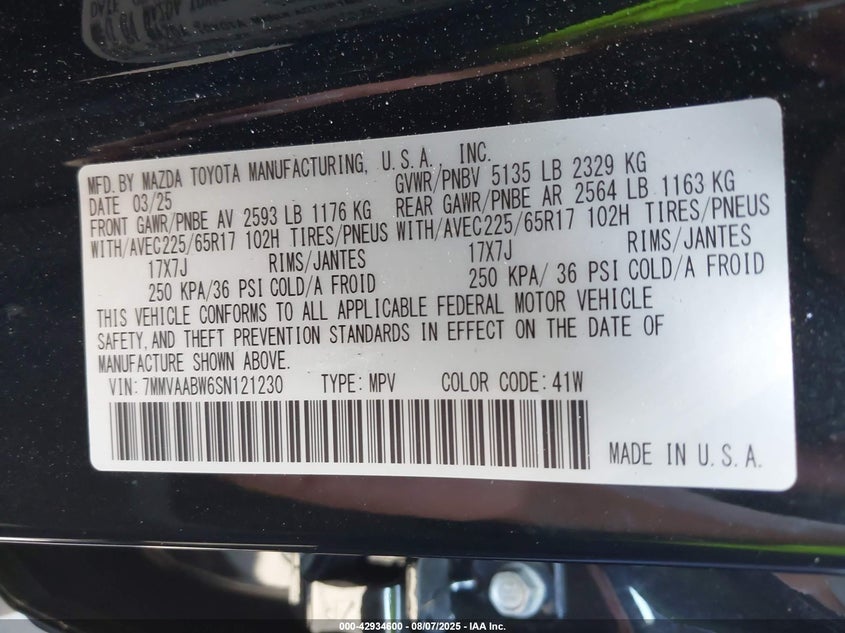 MFD. BY MAZDA TOYOTA MANUFACTURING, U.S.A., INC.
DATE 03/25 GVWR/PNBV 5135 LB 2329 KG
FRONT GAWR/PNBE AV 2593 LB 1176 KG REAR GAWR/PNBE AR 2564 LB 1163 KG
WITH/AVEC225/65R17 102H TIRES/PNEUS WITH/AVEC225/65R17 102H TIRES/PNEUS
17X7J RIMS/JANTES 17X7J RIMS/JANTES
250 KPA/36 PSI COLD/A FROID 250 KPA/ 36 PSI COLD/A FROID
THIS VEHICLE CONFORMS TO ALL APPLICABLE FEDERAL MOTOR VEHICLE
SAFETY, AND THEFT PREVENTION STANDARDS IN EFFECT ON THE DATE OF
MANUFACTURE SHOWN ABOVE.
VIN: 7MMVAABW6SN121230 TYPE: MPV COLOR CODE: 41W
MADE IN U.S.A.
000-42934600 - 08/07/2025 - IAA Inc.